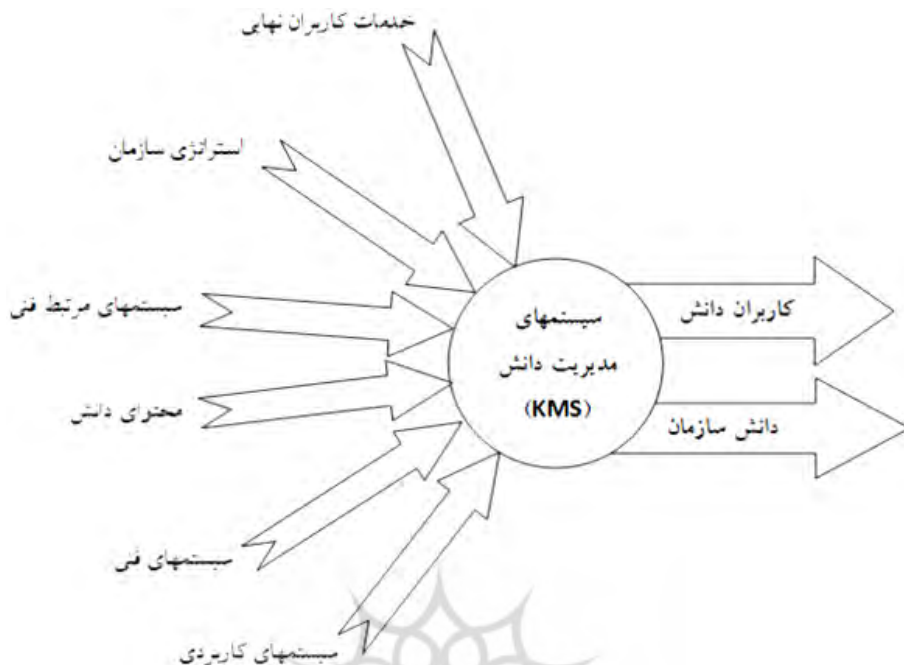 خدمات کاربران نهایی
استراتژی سازمان
سیستمهای مرتبط فنی
محتوای دانش
سیستمهای فنی
سیستمهای کاربردی
سیستمهای
مدیریت دانش
(KMS)
کاربران دانش
دانش سازمان